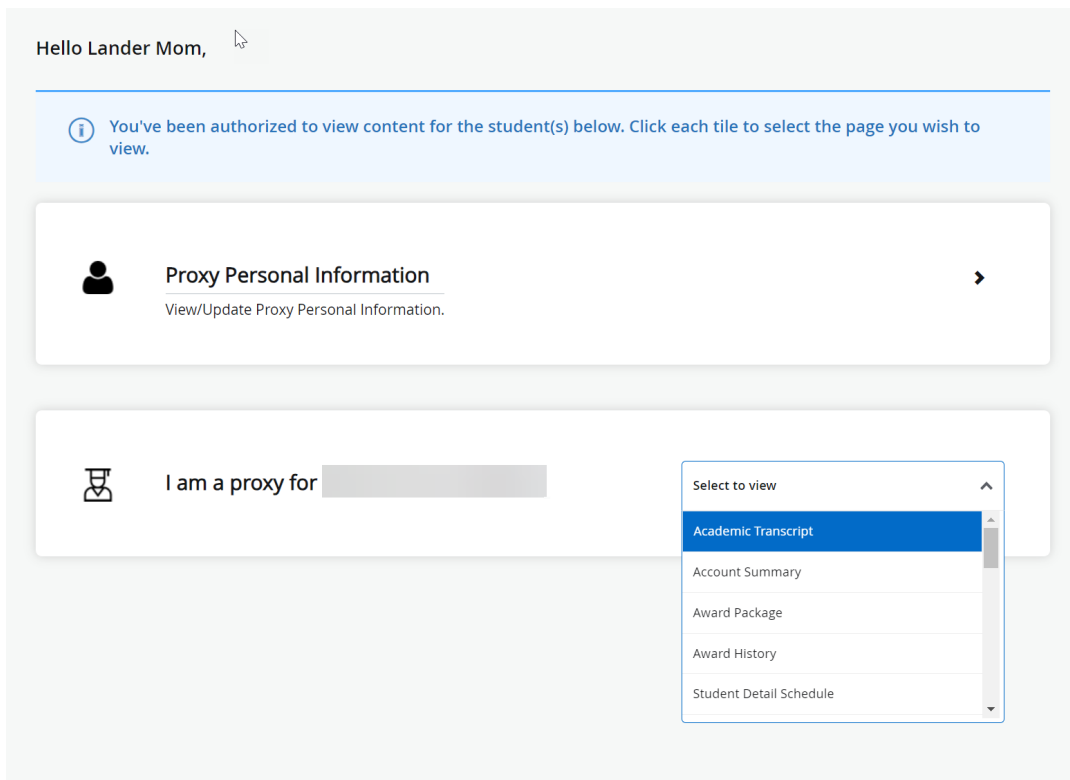 Hello Lander Mom,
You've been authorized to view content for the student(s) below. Click each tile to select the page you wish to
view.
Proxy Personal Information
View/Update Proxy Personal Information.
I am a proxy for
Select to view
Academic Transcript
Account Summary
Award Package
Award History
Student Detail Schedule